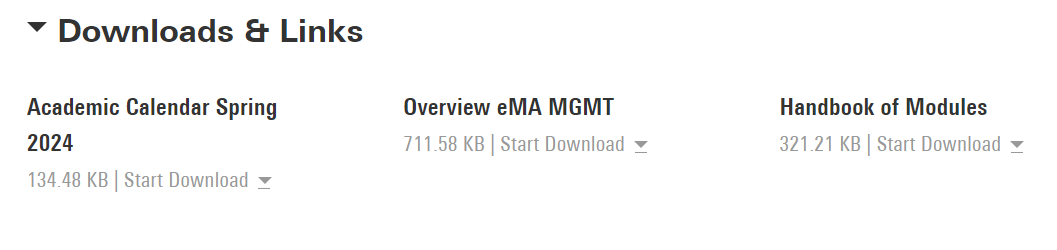 Downloads & Links
Academic Calendar Spring
2024
134.48 KB | Start Download
Overview eMA MGMT
711.58 KB | Start Download
Handbook of Modules
321.21 KB | Start Download